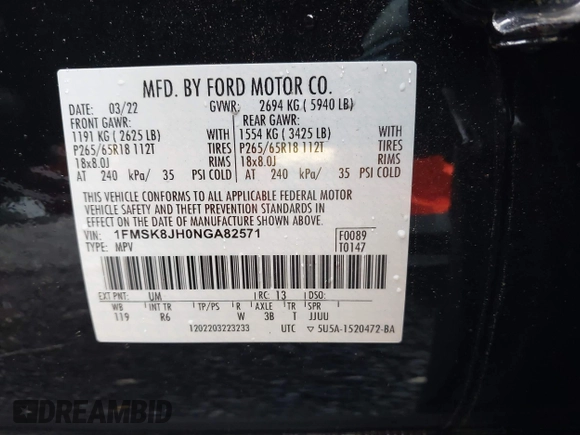 MFD. BY FORD MOTOR CO.
DATE: 03/22 GVWR: 2694 KG ( 5940 LB)
FRONT GAWR: REAR GAWR:
1191 KG ( 2625 LB) WITH 1554 KG ( 3425 LB) WITH
P265/65R18 112T TIRES P265/65R18 112T TIRES
18x8.0J RIMS 18x8.0J RIMS
AT 240 kPa/ 35 PSI COLD AT 240 kPa/ 35 PSI COLD
THIS VEHICLE CONFORMS TO ALL APPLICABLE FEDERAL MOTOR
VEHICLE SAFETY AND THEFT PREVENTION STANDARDS IN
EFFECT ON THE DATE OF MANUFACTURE SHOWN ABOVE.
VIN: 1FMSK8JH0NGA82571 F0089
TYPE: MPV T0147
EXT PNT: UM RC: 13 DSO:
WB INT TR TP/PS R AXLE TR SPR
119 R6 W 3B T JJUU
1202203223233 UTC ▽ 5U5A-1520472-BA
DREAMBID